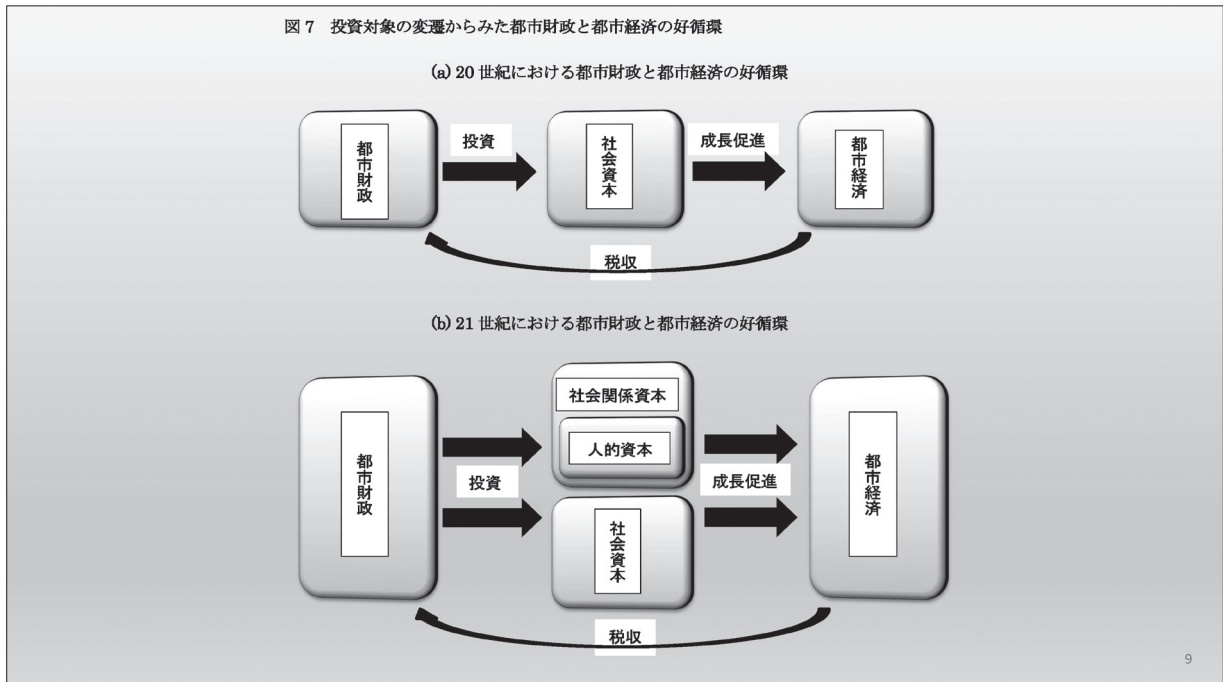 図7 投資対象の変遷からみた都市財政と都市経済の好循環
(a) 20世紀における都市財政と都市経済の好循環
都市財政
投資
社会資本
成長促進
都市経済
税収
(b) 21世紀における都市財政と都市経済の好循環
都市財政
投資
社会関係資本
人的資本
社会資本
成長促進
都市経済
税収
9